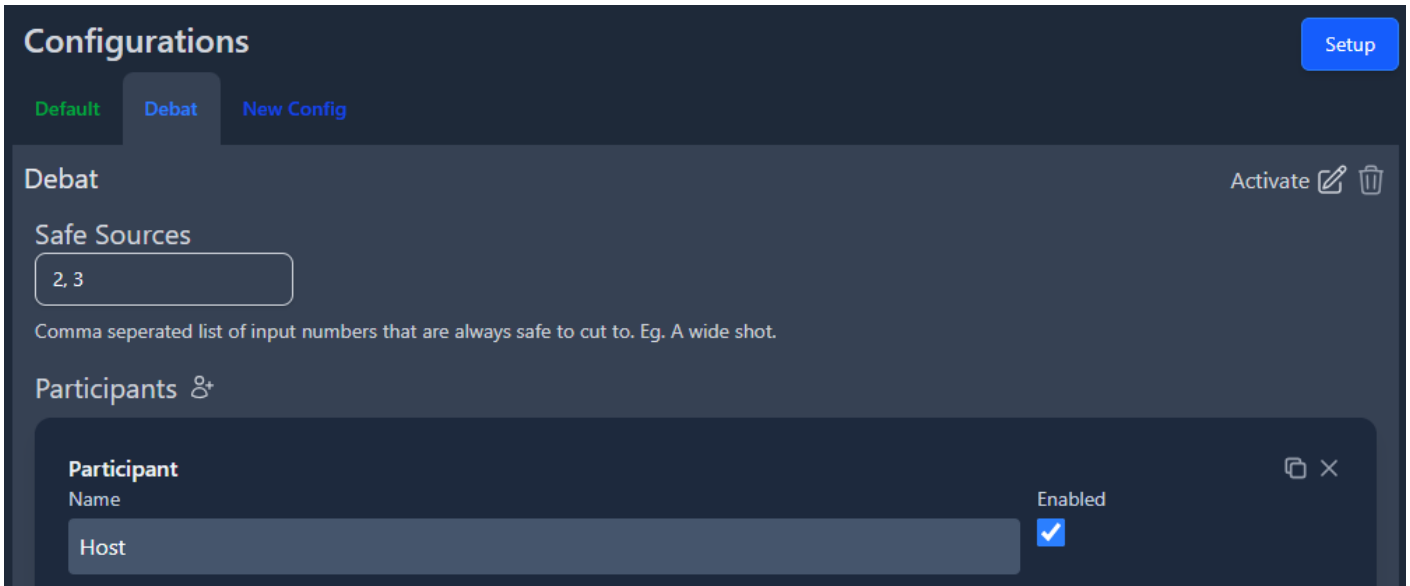 Configurations
Setup
Default Debat New Config
Debat
Activate
Safe Sources
2, 3
Comma seperated list of input numbers that are always safe to cut to. Eg. A wide shot.
Participants
Participant
Name
Enabled
Host